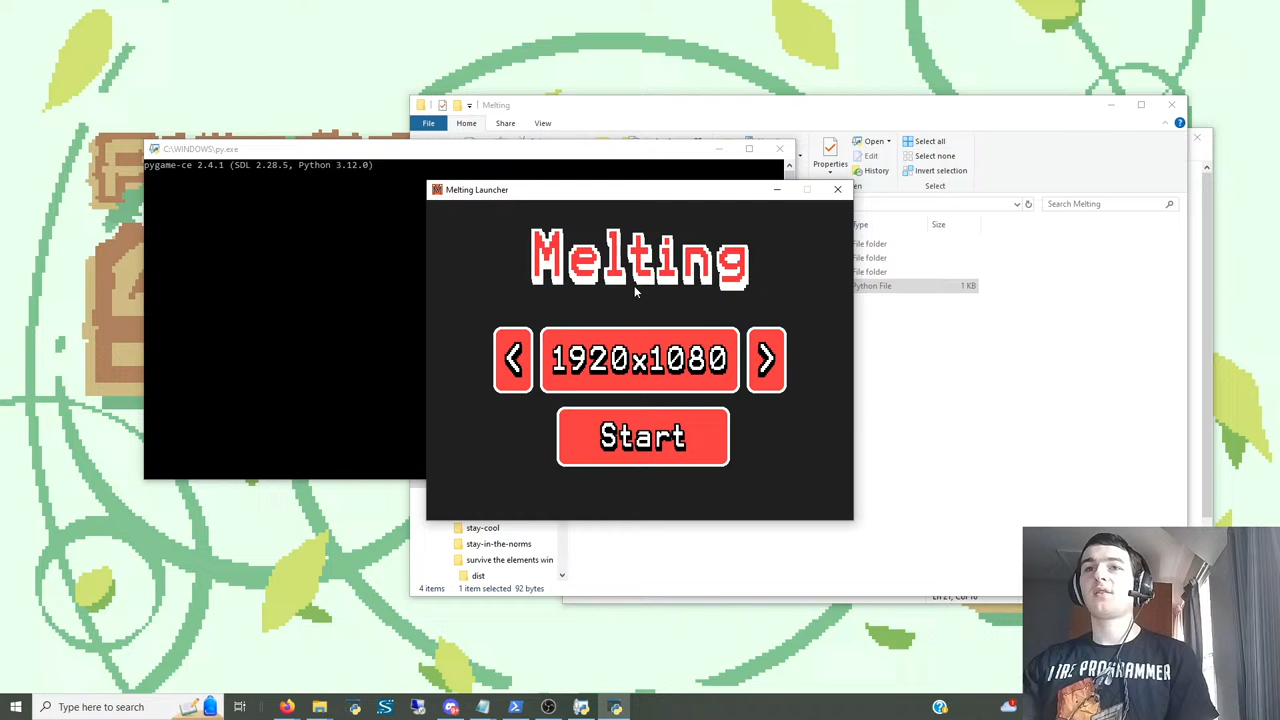 Melting
File
Home
Share
View
C:\WINDOWS\py.exe
pygame-ce 2.4.1 (SDL 2.28.5, Python 3.12.0)
Properties
Open
Edit
History
Select all
Select none
Invert selection
Select
Melting Launcher
Search Melting
Type
Size
File folder
File folder
File folder
Python File
1 KB
Melting
<
1920x1080
>
Start
stay-cool
stay-in-the-norms
survive the elements win
dist
4 items
1 item selected 92 bytes
PROGRAMMER
Type here to search